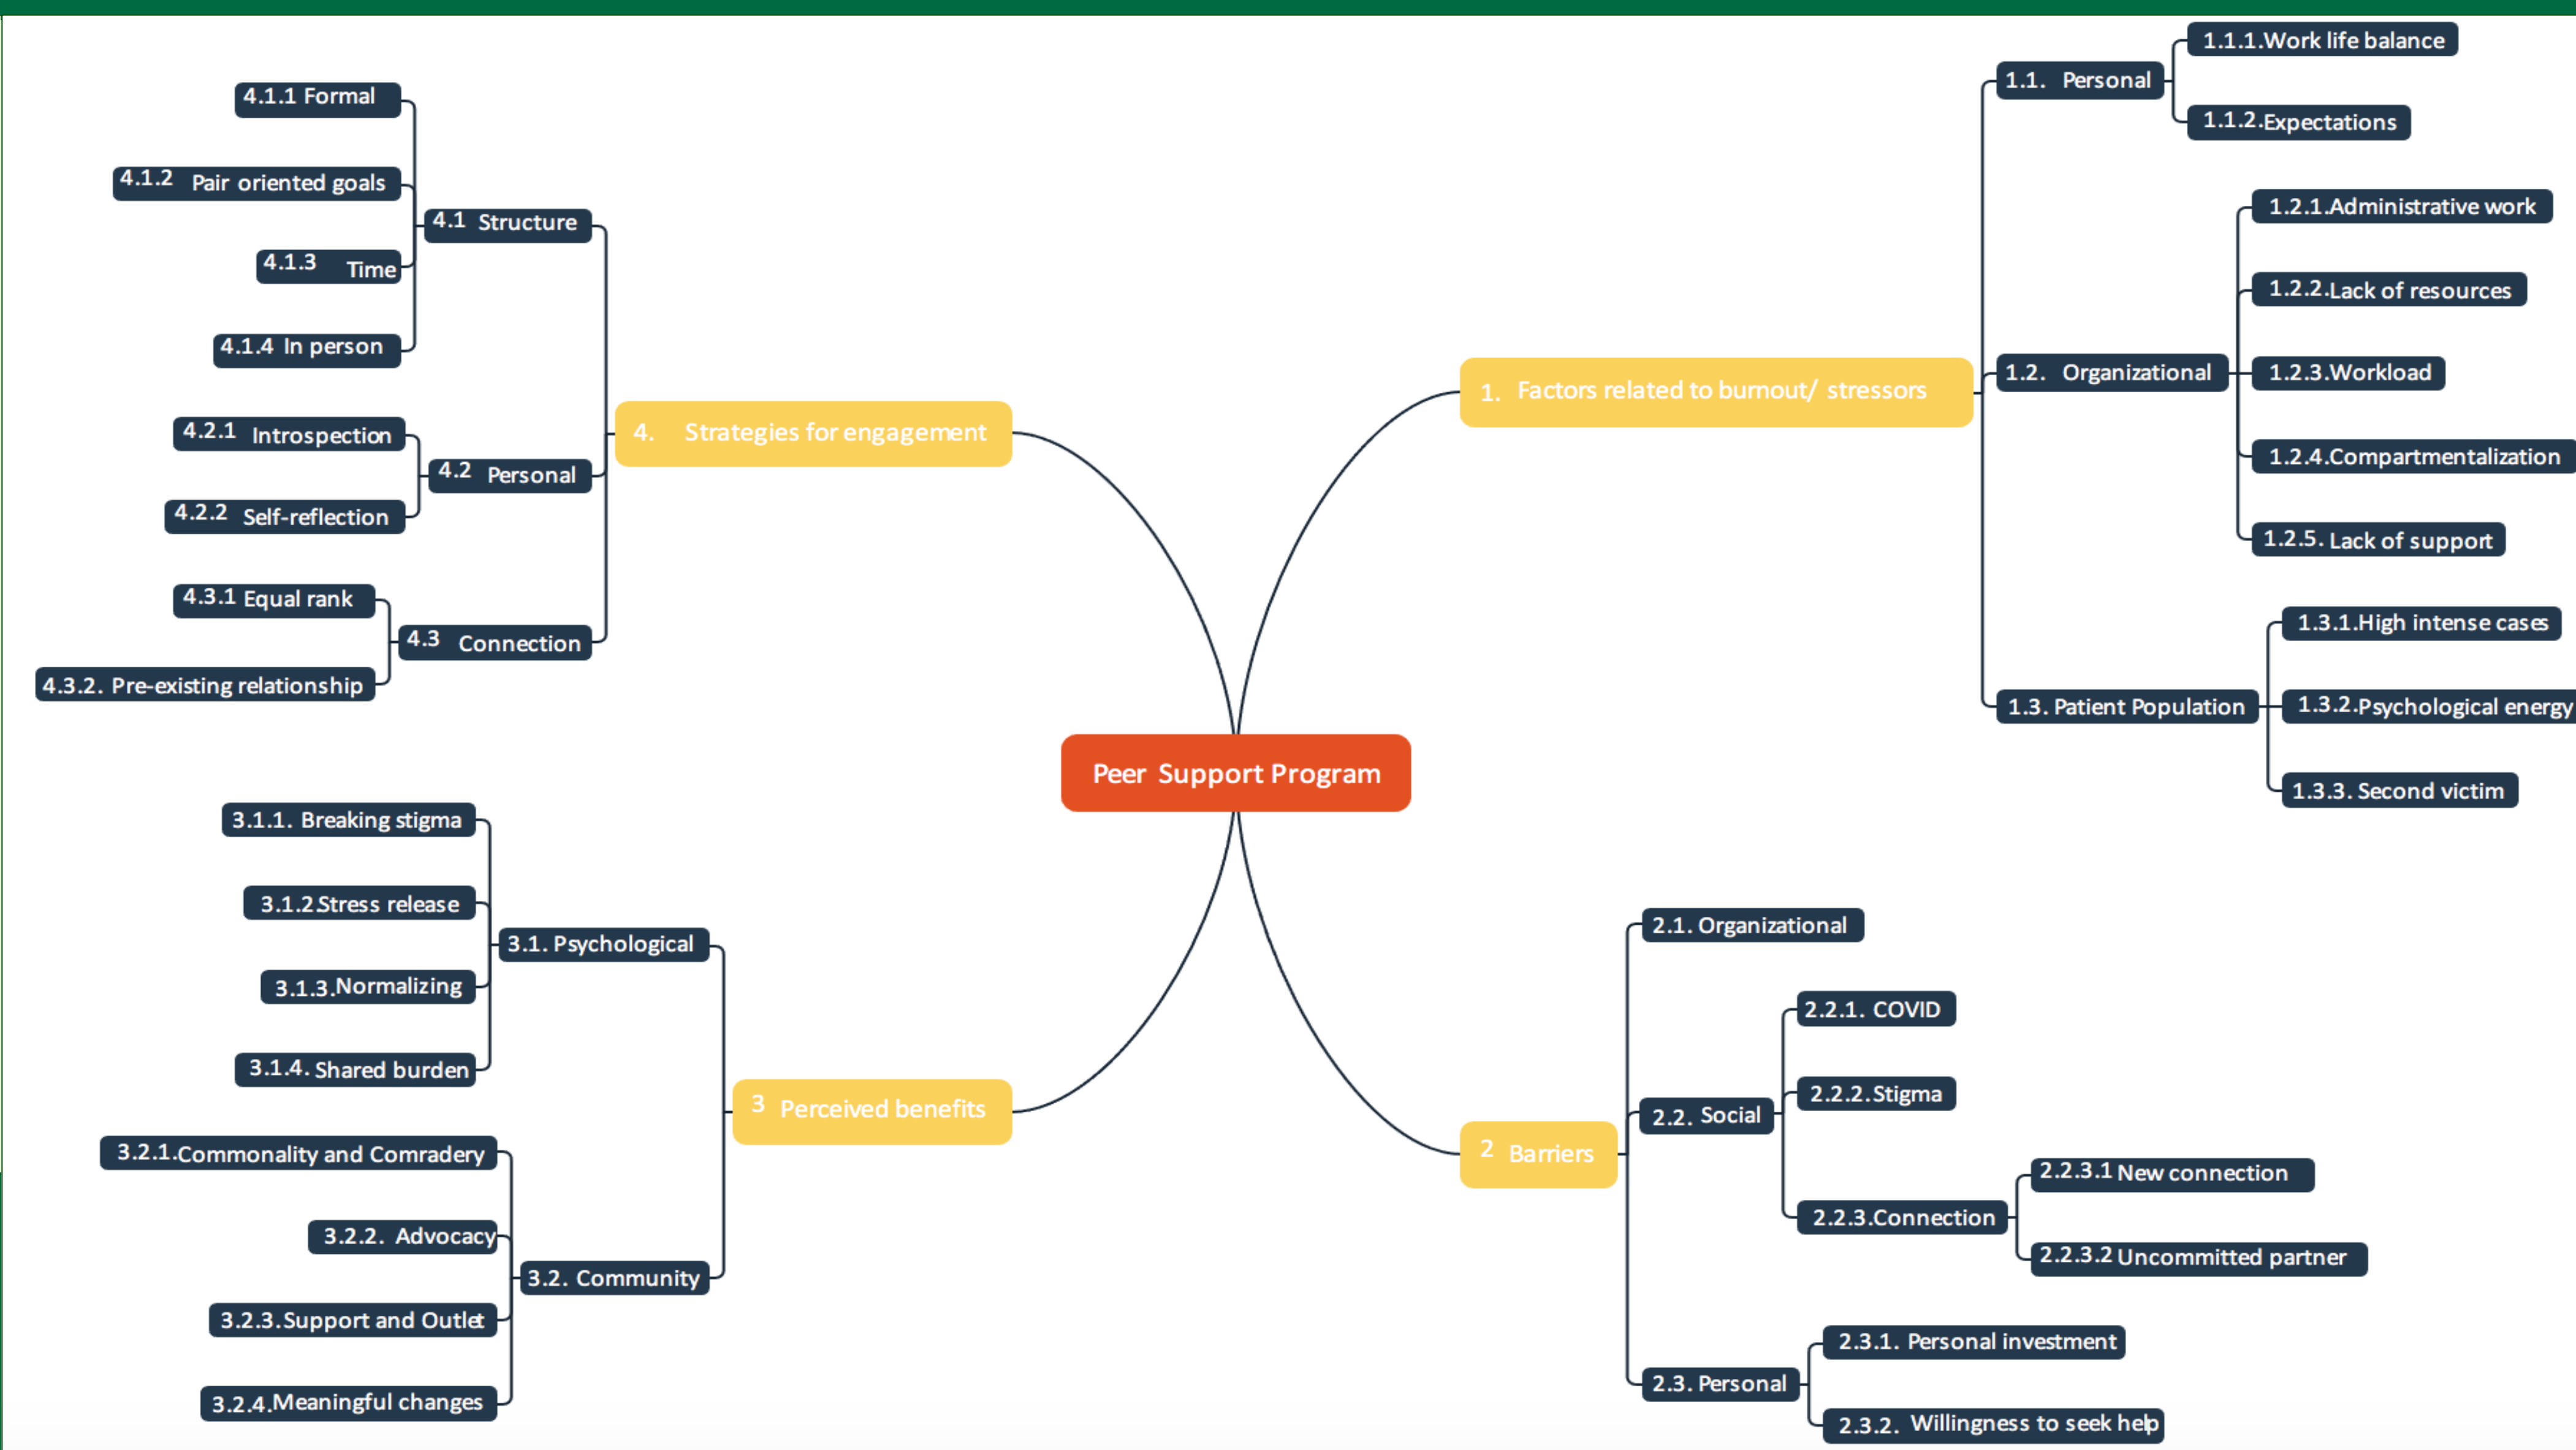 Peer Support Program
1. Factors related to burnout/ stressors
1.1. Personal
1.1.1.Work life balance
1.1.2.Expectations
1.2. Organizational
1.2.1.Administrative work
1.2.2.Lack of resources
1.2.3.Workload
1.2.4.Compartmentalization
1.2.5. Lack of support
1.3. Patient Population
1.3.1.High intense cases
1.3.2.Psychological energy
1.3.3. Second victim
2 Barriers
2.1. Organizational
2.2. Social
2.2.1. COVID
2.2.2.Stigma
2.2.3.Connection
2.2.3.1 New connection
2.2.3.2 Uncommitted partner
2.3. Personal
2.3.1. Personal investment
2.3.2. Willingness to seek help
3 Perceived benefits
3.1. Psychological
3.1.1. Breaking stigma
3.1.2Stress release
3.1.3.Normalizing
3.1.4. Shared burden
3.2. Community
3.2.1.Commonality and Comradery
3.2.2. Advocacy
3.2.3.Support and Outlet
3.2.4.Meaningful changes
4. Strategies for engagement
4.1 Structure
4.1.1 Formal
4.1.2 Pair oriented goals
4.1.3 Time
4.1.4 In person
4.2 Personal
4.2.1 Introspection
4.2.2 Self-reflection
4.3 Connection
4.3.1 Equal rank
4.3.2. Pre-existing relationship